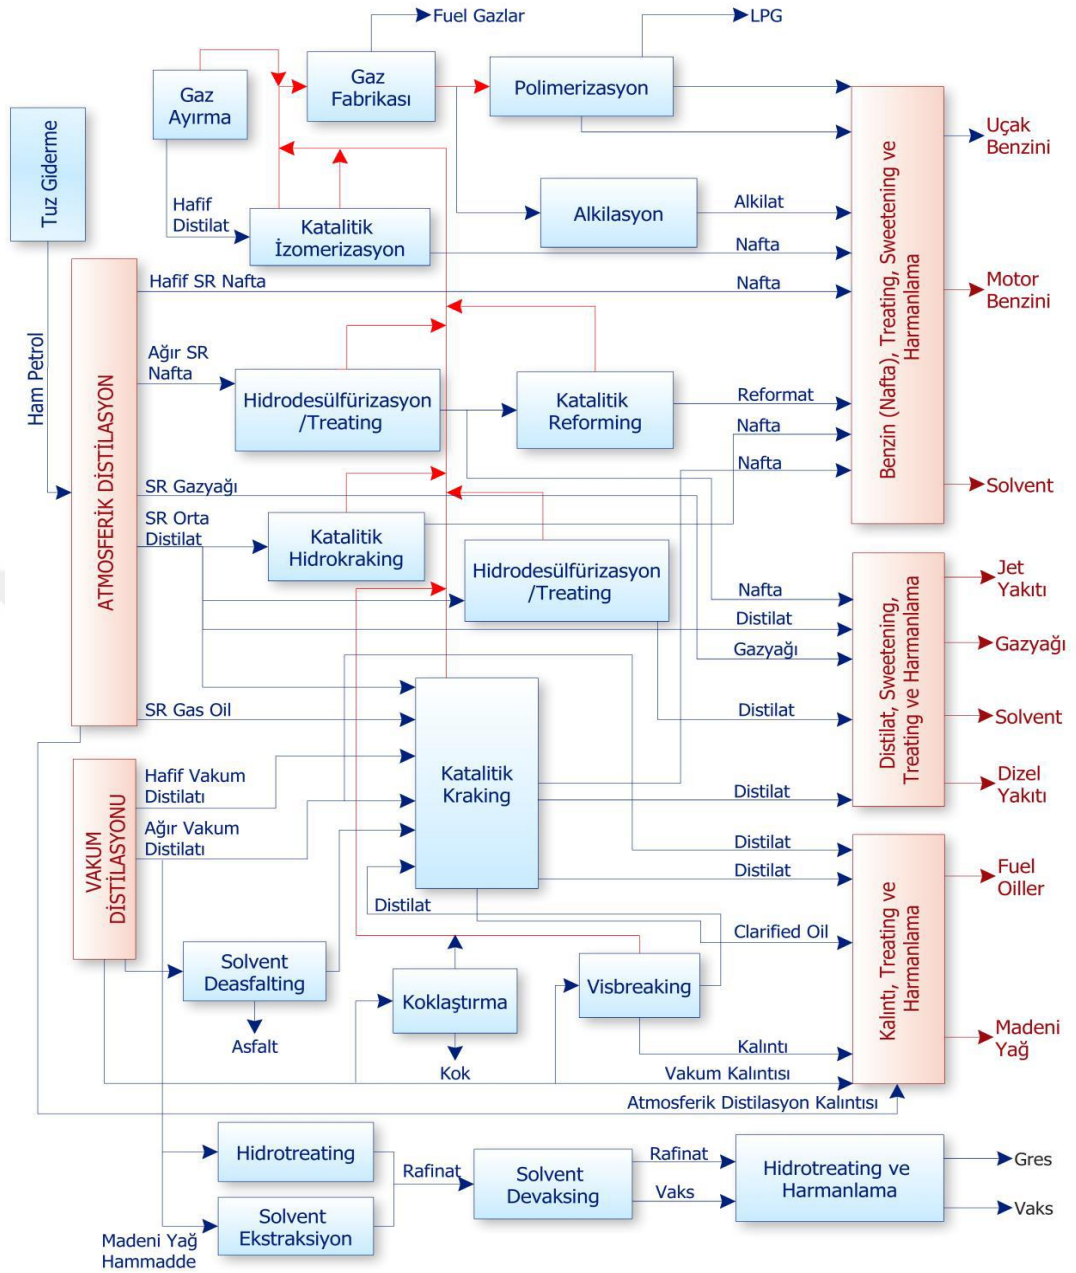 Fuel Gazlar
LPG
Gaz
Ayırma
Gaz
Fabrikası
Polimerizasyon
Tuz Giderme
Uçak
Benzini
Hafif
Distilat
Katalitik
İzomerizasyon
Alkilasyon
Alkilat
Nafta
Benzin (Nafta), Treating, Sweetening ve
Harmanlama
Hafif SR Nafta
Nafta
Motor
Benzini
Ham Petrol
ATMOSFERİK DİSTİLASYON
Ağır SR
Nafta
Hidrodesülfürizasyon
/Treating
Katalitik
Reforming
Reformat
Nafta
Nafta
SR Gazyağı
Solvent
SR Orta
Distilat
Katalitik
Hidrokraking
Hidrodesülfürizasyon
/Treating
Jet
Yakıtı
Nafta
Distilat
Gazyağı
Distilat, Sweetening,
Treating ve Harmanlama
Gazyağı
SR Gas Oil
Distilat
Solvent
Hafif Vakum
Distilatı
Katalitik
Kraking
Distilat
Dizel
Yakıtı
VAKUM
DİSTİLASYONU
Ağır Vakum
Distilatı
Distilat
Distilat
Fuel
Oiller
Distilat
Clarified Oil
Kalıntı, Treating ve
Harmanlama
Solvent
Deasfalting
Koklaştırma
Visbreaking
Asfalt
Kok
Kalıntı
Madeni
Yağ
Vakum Kalıntısı
Atmosferik Distilasyon Kalıntısı
Hidrotreating
Rafinat
Solvent
Devaksing
Rafinat
Vaks
Hidrotreating ve
Harmanlama
Gres
Vaks
Solvent
Ekstraksiyon
Madeni Yağ
Hammadde